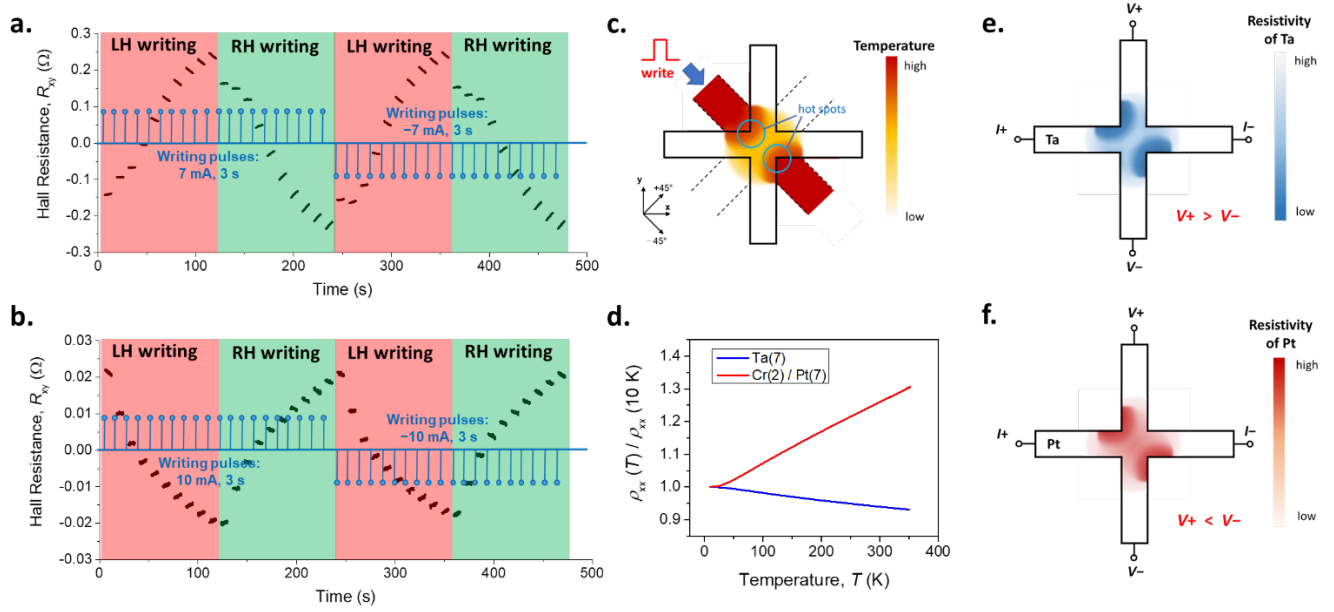 a.
Hall Resistance, Rxy (Ω)
0.3
0.2
0.1
0.0
-0.1
-0.2
0.3
LH writing
RH writing
LH writing
RH writing
Writing pulses:
7 mA, 3 s
Writing pulses:
−7 mA, 3 s
0
100
200
300
400
500
Time (s)
b.
Hall Resistance, Rxy (Ω)
0.03
0.02
0.01
0.00
-0.01
-0.02
-0.03
LH writing
RH writing
LH writing
RH writing
Writing pulses:
10 mA, 3 s
Writing pulses:
−10 mA, 3 s
0
100
200
300
400
500
Time (s)
c.
write
hot spots
y
+45°
x
−45°
Temperature
high
low
d.
ρxx (T) / ρxx (10 K)
1.4
1.3
1.2
1.1
1.0
0.9
Ta(7)
Cr(2) / Pt(7)
0
100
200
300
400
Temperature, T (K)
e.
V+
I+
Ta
I−
V−
V+ > V−
Resistivity
of Ta
high
low
f.
V+
I+
Pt
I−
V−
V+ < V−
Resistivity
of Pt
high
low